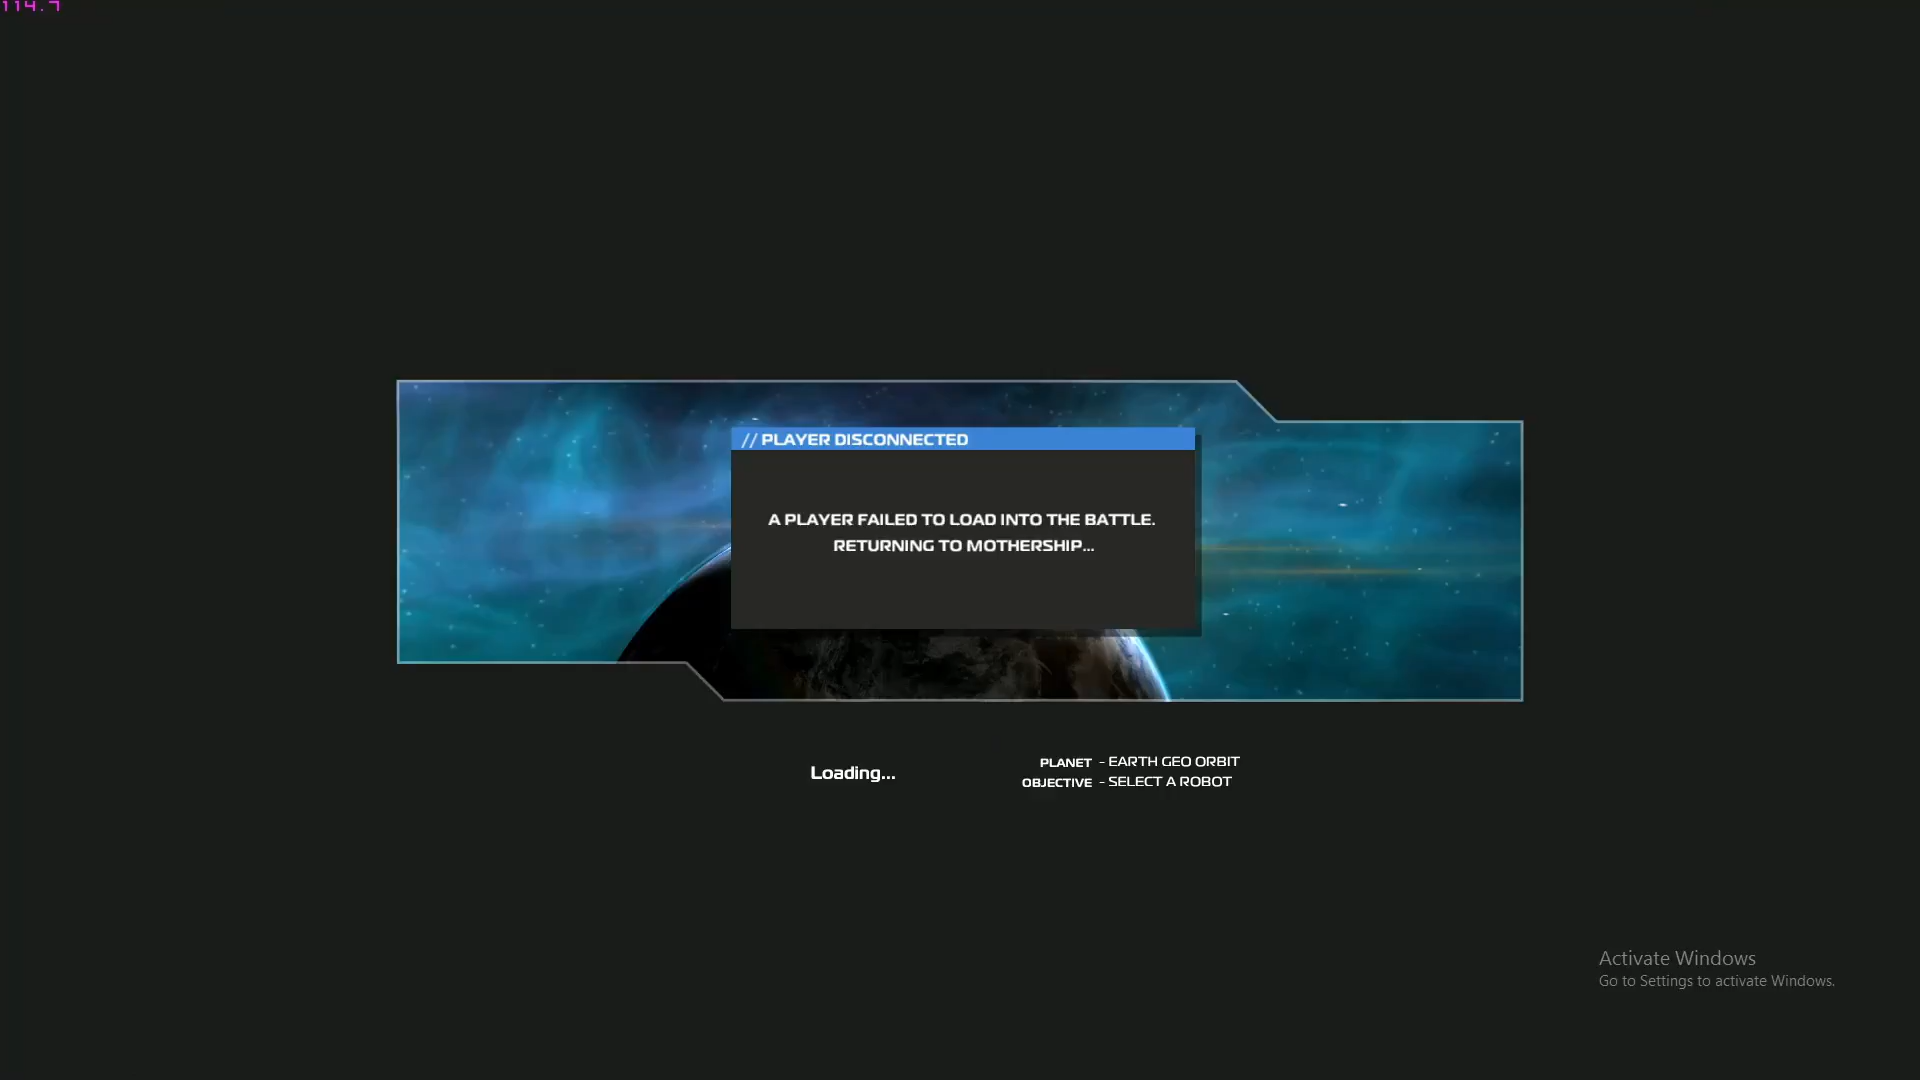 114.7
// PLAYER DISCONNECTED
A PLAYER FAILED TO LOAD INTO THE BATTLE.
RETURNING TO MOTHERSHIP...
Loading...
PLANET - EARTH GEO ORBIT
OBJECTIVE - SELECT A ROBOT
Activate Windows
Go to Settings to activate Windows.